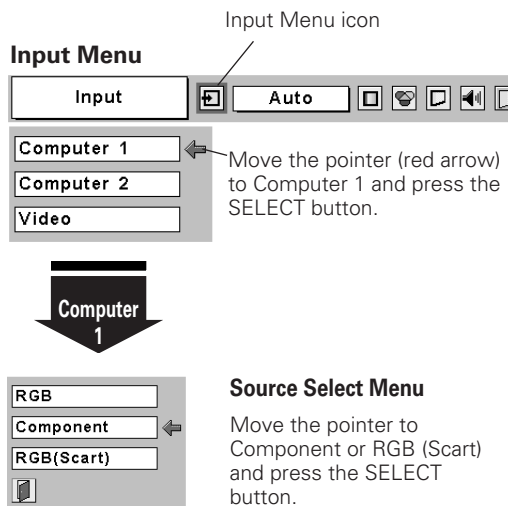 Input Menu icon
Input Menu
Input
Auto
Computer 1
Computer 2
Video
Move the pointer (red arrow)
to Computer 1 and press the
SELECT button.
Computer
1
RGB
Component
RGB(Scart)
Source Select Menu
Move the pointer to
Component or RGB (Scart)
and press the SELECT
button.